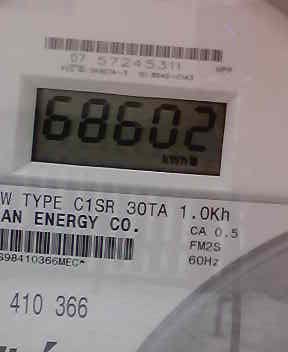 07 57245311
68602
kWh
W TYPE C1SR 30TA 1.0Kh
AN ENERGY CO.
CA 0.5
FM2S
60Hz
S98410366MEC*
410 366